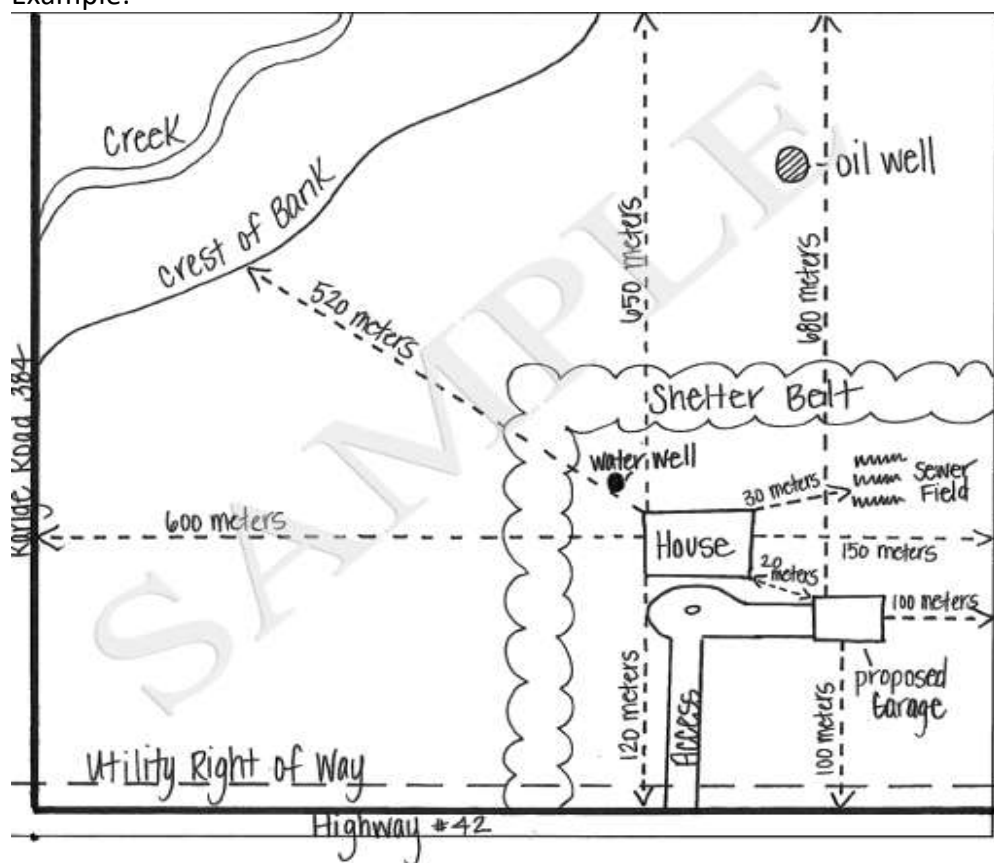 Example:
Creek
Crest of Bank
oil well
650 meters
680 meters
520 meters
SAMPLE
Range Road 384
Shelter Belt
water well
30 meters
Sewer
Field
600 meters
House
150 meters
20
meters
100 meters
proposed
Garage
120 meters
Access
100 meters
Utility Right of Way
Highway #42